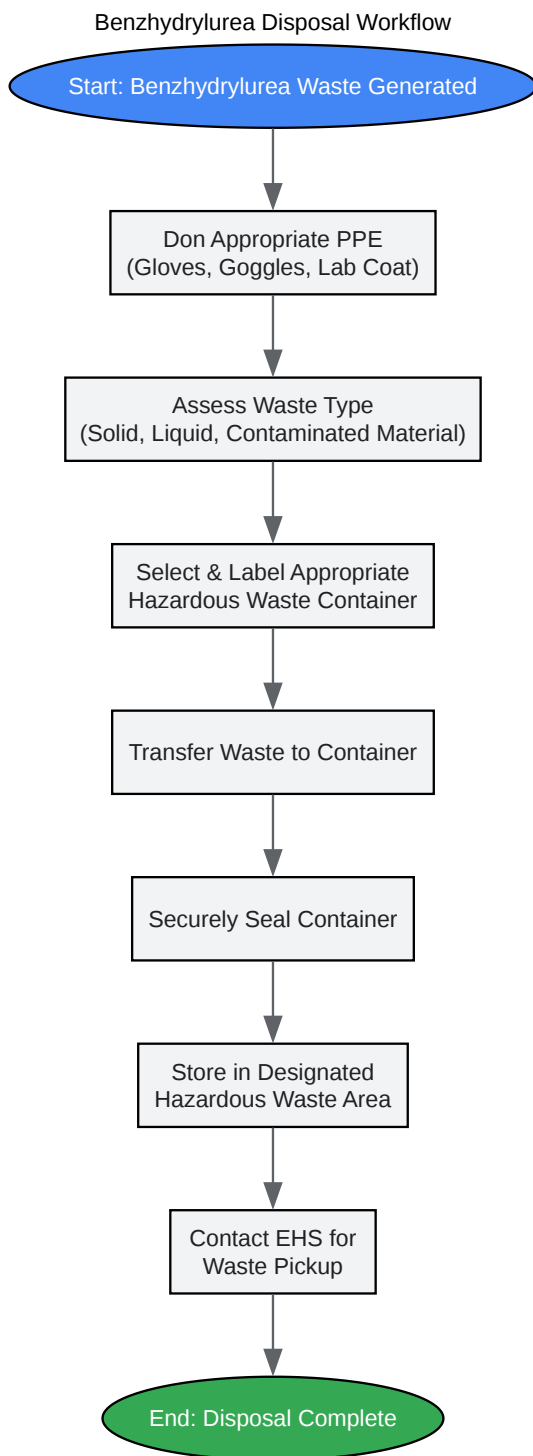 Benzhydrylurea Disposal Workflow
Start: Benzhydrylurea Waste Generated
Don Appropriate PPE
(Gloves, Goggles, Lab Coat)
Assess Waste Type
(Solid, Liquid, Contaminated Material)
Select & Label Appropriate
Hazardous Waste Container
Transfer Waste to Container
Securely Seal Container
Store in Designated
Hazardous Waste Area
Contact EHS for
Waste Pickup
End: Disposal Complete